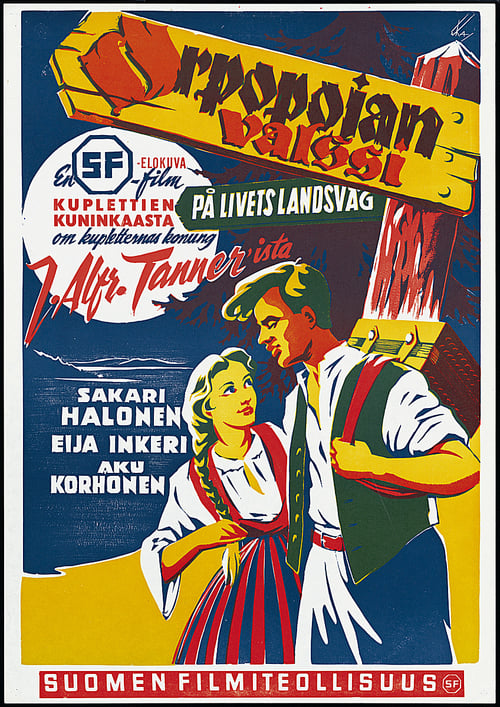 Orpopojan
valssi
En SF -ELOKUVA
-film
KUPLETTIEN
KUNINKAASTA
om kupletternas konung
J. Alfr. Tanner'ista
PÅ LIVETS LANDSVÄG
SAKARI
HALONEN
EIJA INKERI
AKU
KORHONEN
SUOMEN FILMITEOLLISUUS SF